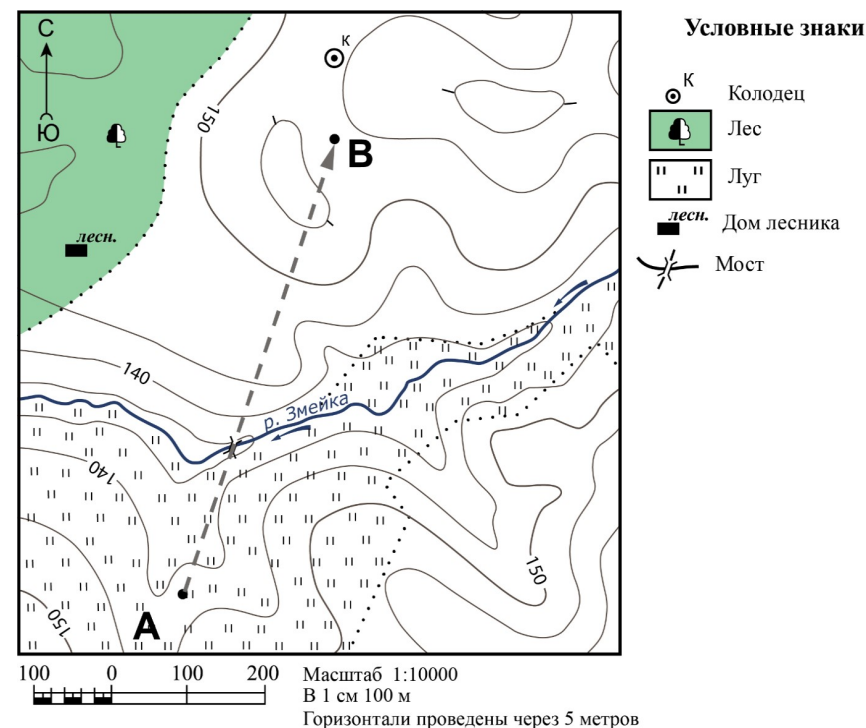 С
Ю
К
150
B
лесн.
140
р. Змейка
140
150
150
A
Условные знаки
К
Колодец
Лес
Луг
лесн.
Дом лесника
Мост
100 0 100 200
Масштаб 1:10000
В 1 см 100 м
Горизонтали проведены через 5 метров